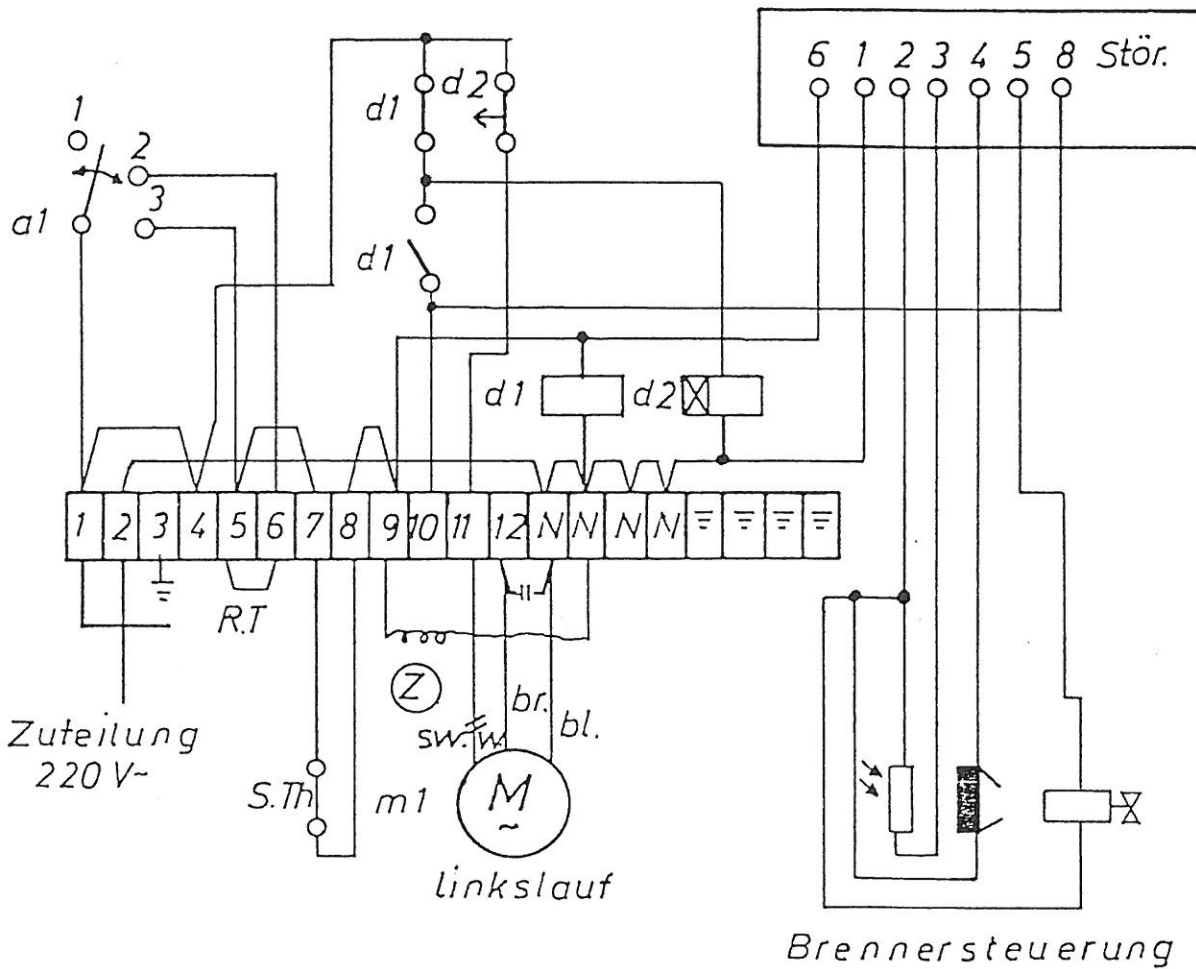 6 1 2 3 4 5 8 Stör.
1
2
3
a1
d1
d2
d1
d1
d2
1 2 3 4 5 6 7 8 9 10 11 12 N N N N
R.T
Z
br.
bl.
sw. w.
Zuteilung
220 V~
S.Th
m1
M
~
linkslauf
Brennersteuerung